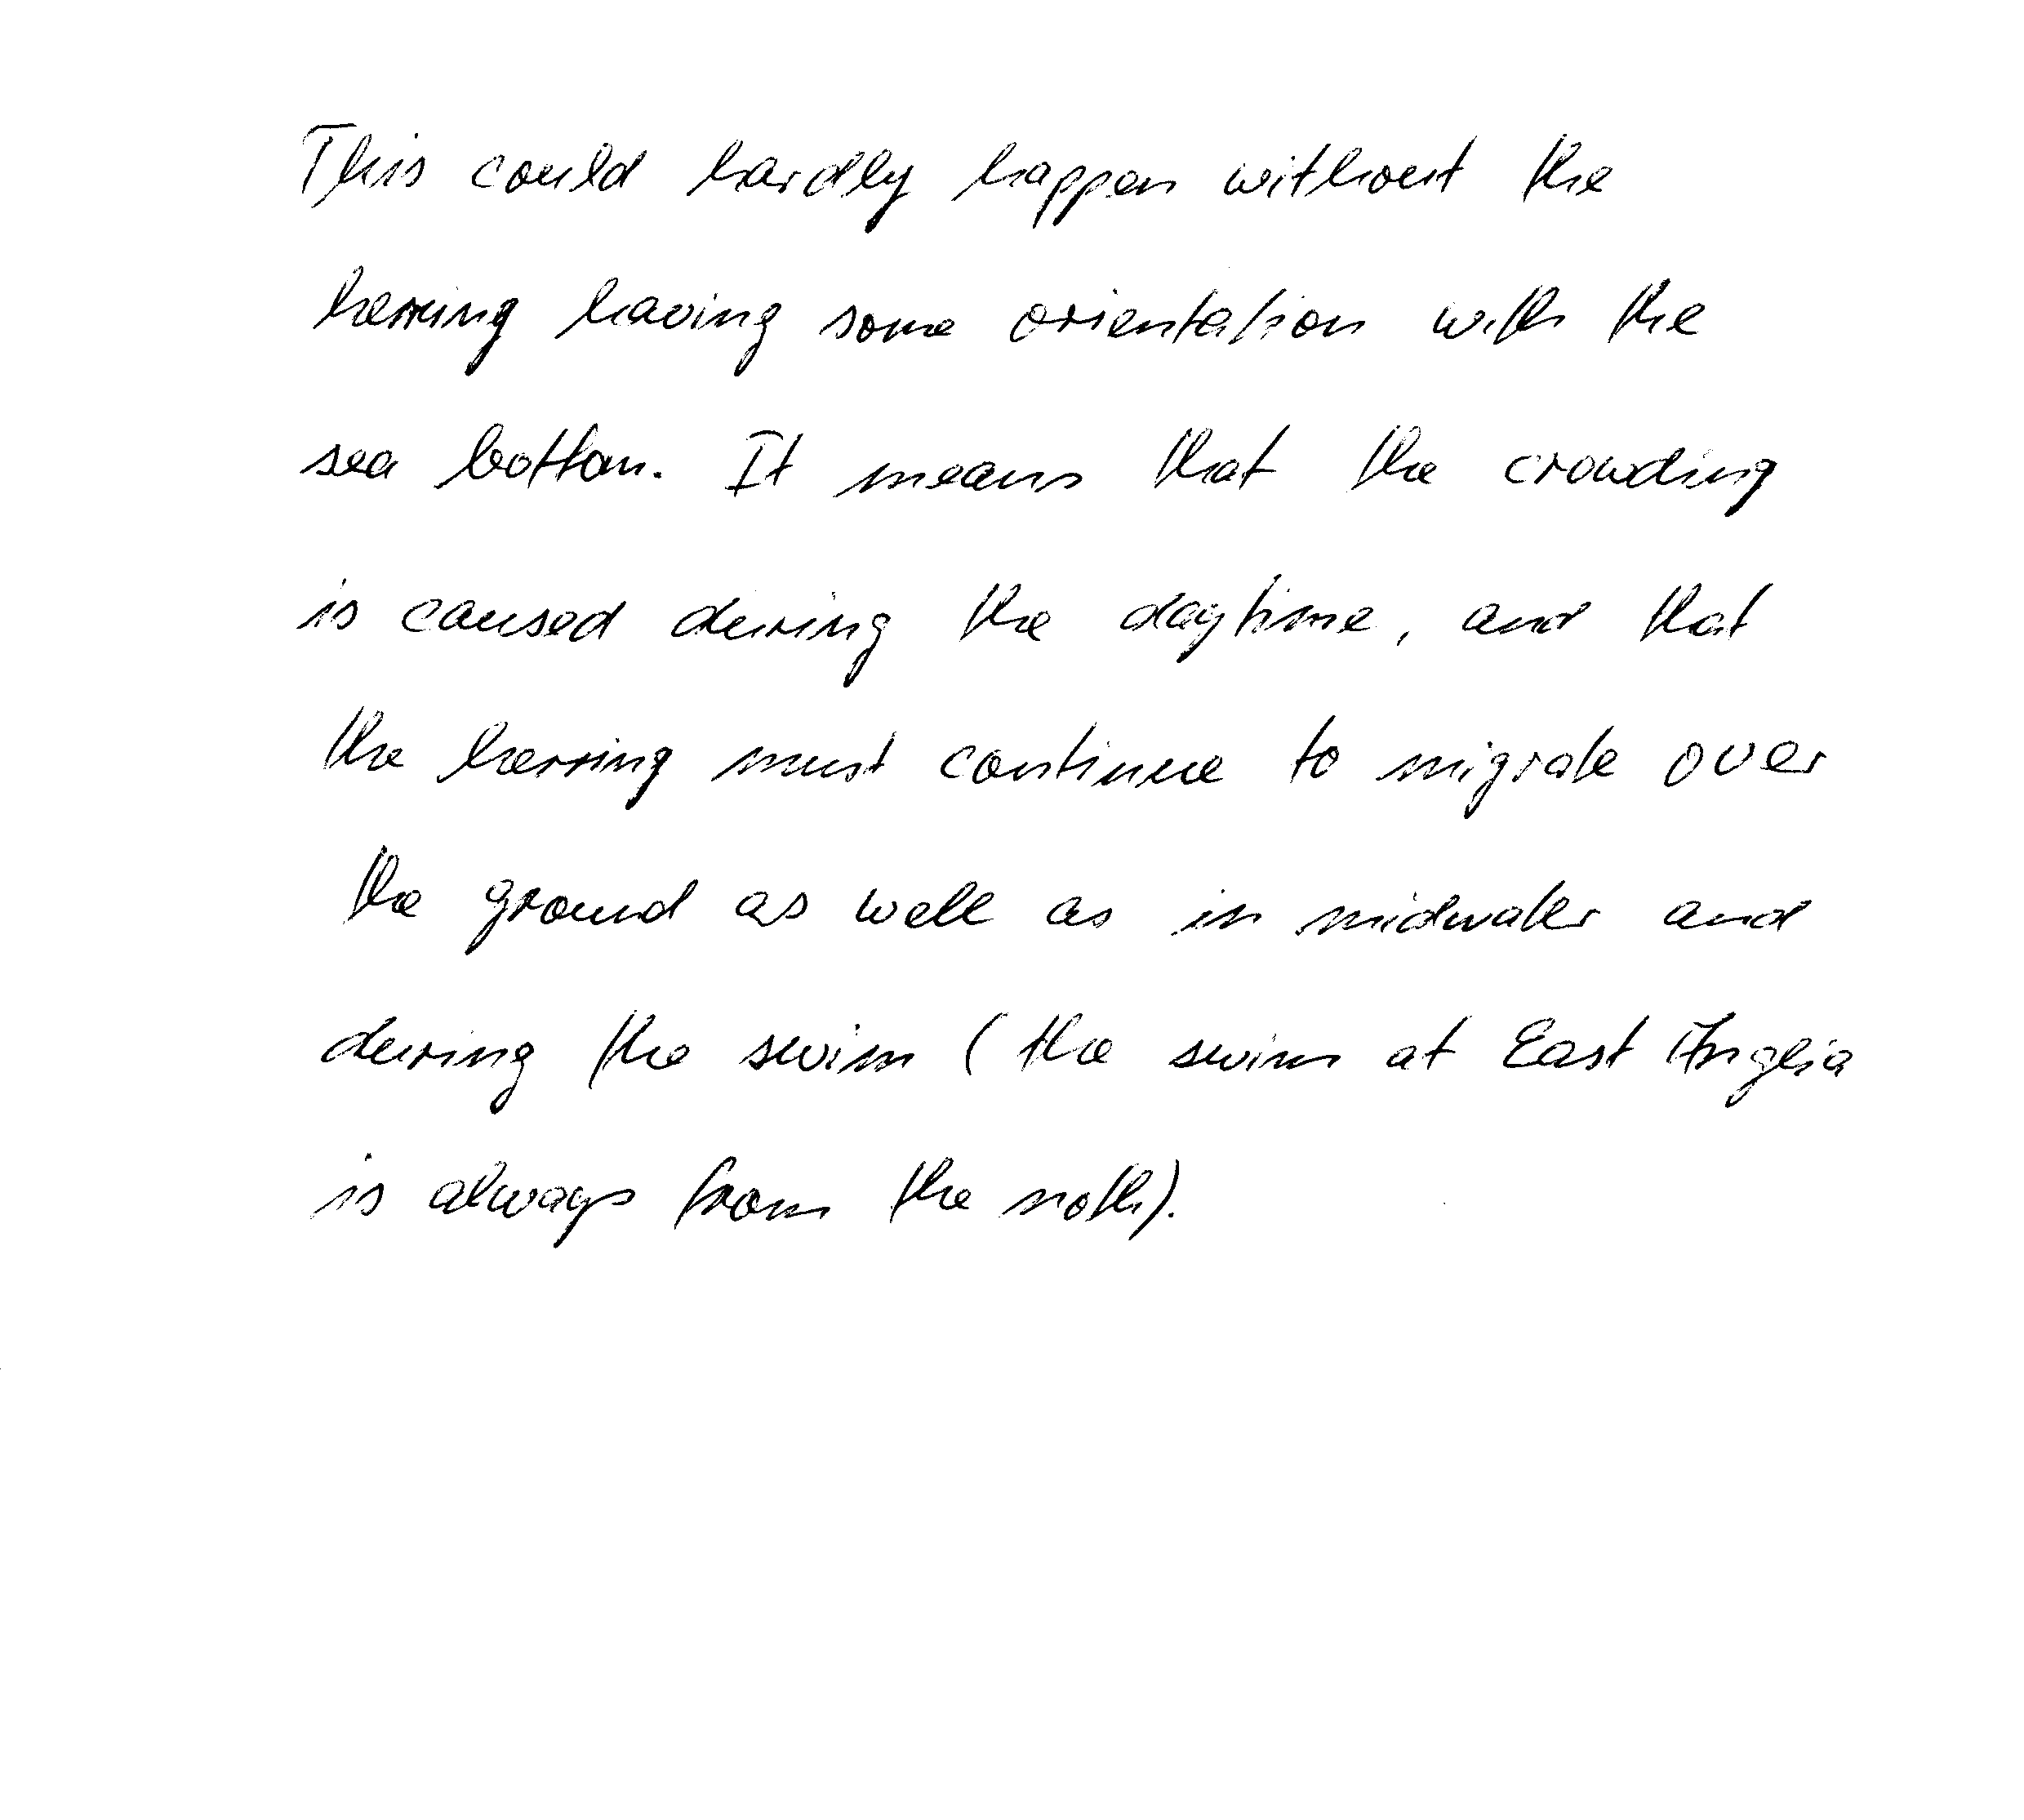 This could hardly happen without the
herring having some orientation with the
sea bottom. It means that the crowding
is caused during the daytime, and that
the herring must continue to migrate over
the ground as well as in midwater and
during the swim (the swim at East Anglia
is always from the noth).